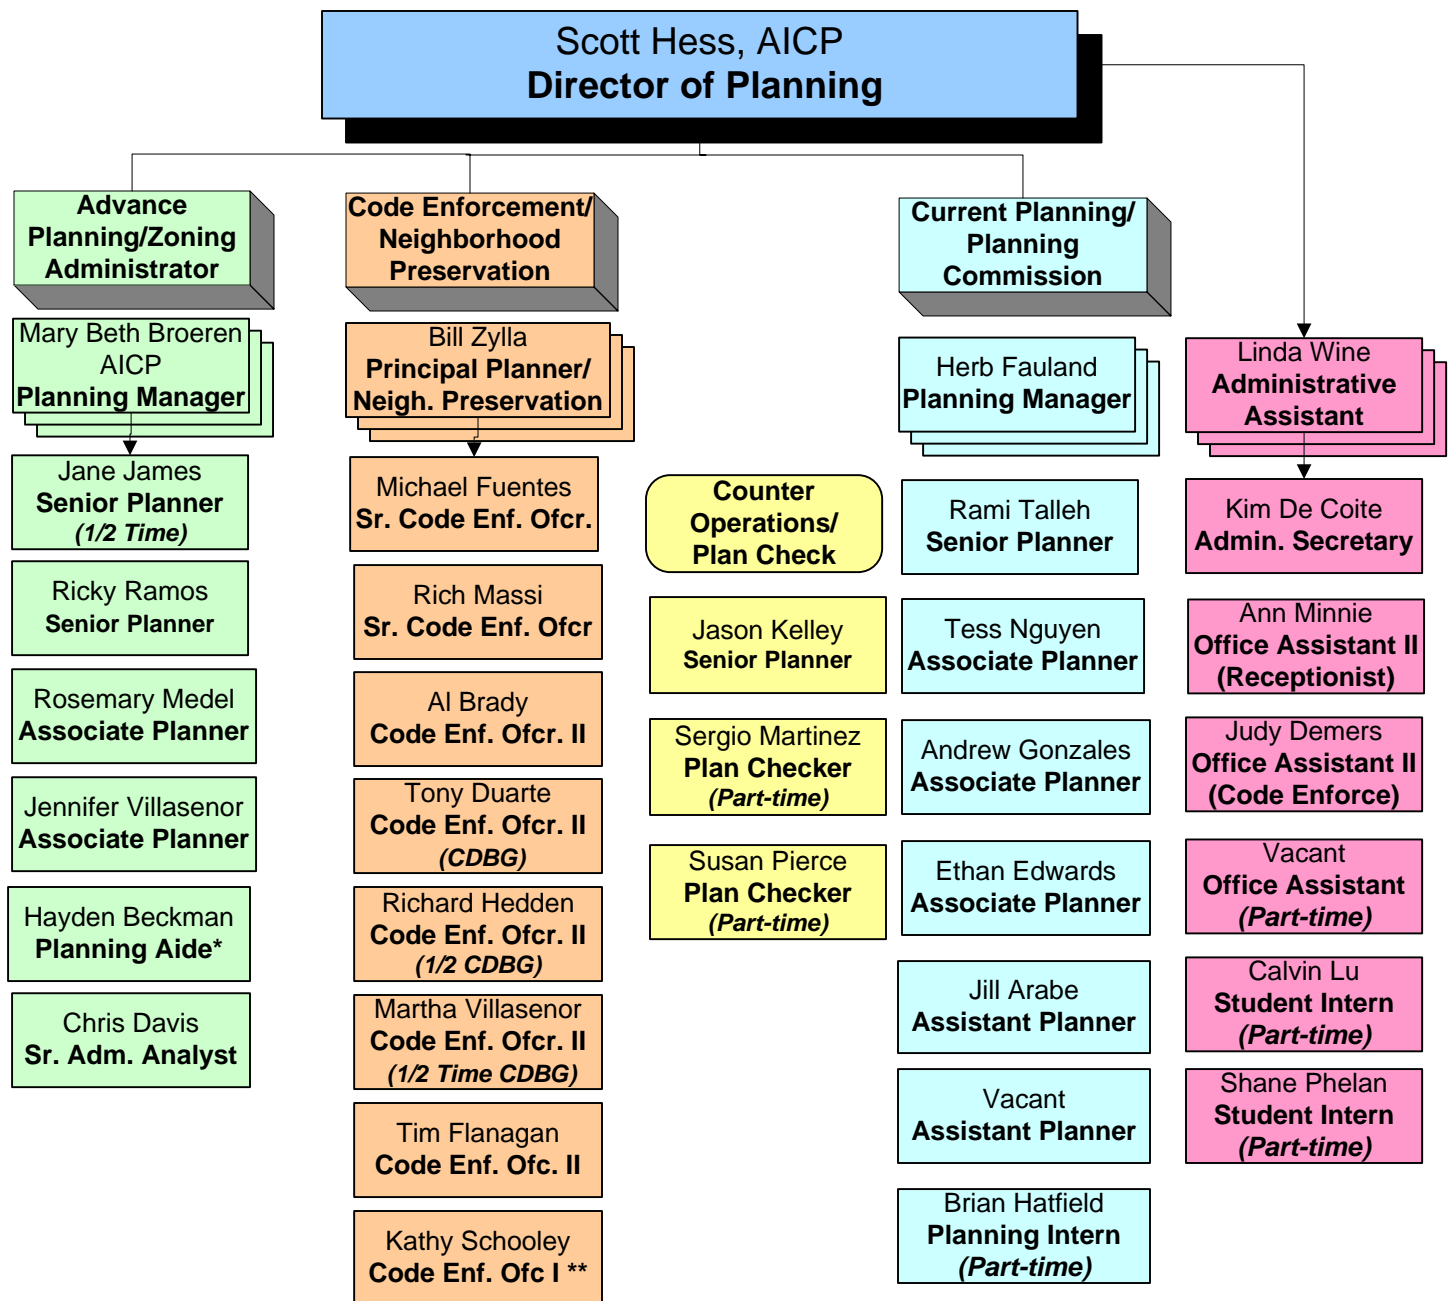 Scott Hess, AICP
Director of Planning
Advance
Planning/Zoning
Administrator
Mary Beth Broeren
AICP
Planning Manager
Jane James
Senior Planner
(1/2 Time)
Ricky Ramos
Senior Planner
Rosemary Medel
Associate Planner
Jennifer Villasenor
Associate Planner
Hayden Beckman
Planning Aide*
Chris Davis
Sr. Adm. Analyst
Code Enforcement/
Neighborhood
Preservation
Bill Zylla
Principal Planner/
Neigh. Preservation
Michael Fuentes
Sr. Code Enf. Ofcr.
Rich Massi
Sr. Code Enf. Ofcr
Al Brady
Code Enf. Ofcr. II
Tony Duarte
Code Enf. Ofcr. II
(CDBG)
Richard Hedden
Code Enf. Ofcr. II
(1/2 CDBG)
Martha Villasenor
Code Enf. Ofcr. II
(1/2 Time CDBG)
Tim Flanagan
Code Enf. Ofc. II
Kathy Schooley
Code Enf. Ofc I **
Counter
Operations/
Plan Check
Jason Kelley
Senior Planner
Sergio Martinez
Plan Checker
(Part-time)
Susan Pierce
Plan Checker
(Part-time)
Current Planning/
Planning
Commission
Herb Fauland
Planning Manager
Rami Talleh
Senior Planner
Tess Nguyen
Associate Planner
Andrew Gonzales
Associate Planner
Ethan Edwards
Associate Planner
Jill Arabe
Assistant Planner
Vacant
Assistant Planner
Brian Hatfield
Planning Intern
(Part-time)
Linda Wine
Administrative
Assistant
Kim De Coite
Admin. Secretary
Ann Minnie
Office Assistant II
(Receptionist)
Judy Demers
Office Assistant II
(Code Enforce)
Vacant
Office Assistant
(Part-time)
Calvin Lu
Student Intern
(Part-time)
Shane Phelan
Student Intern
(Part-time)